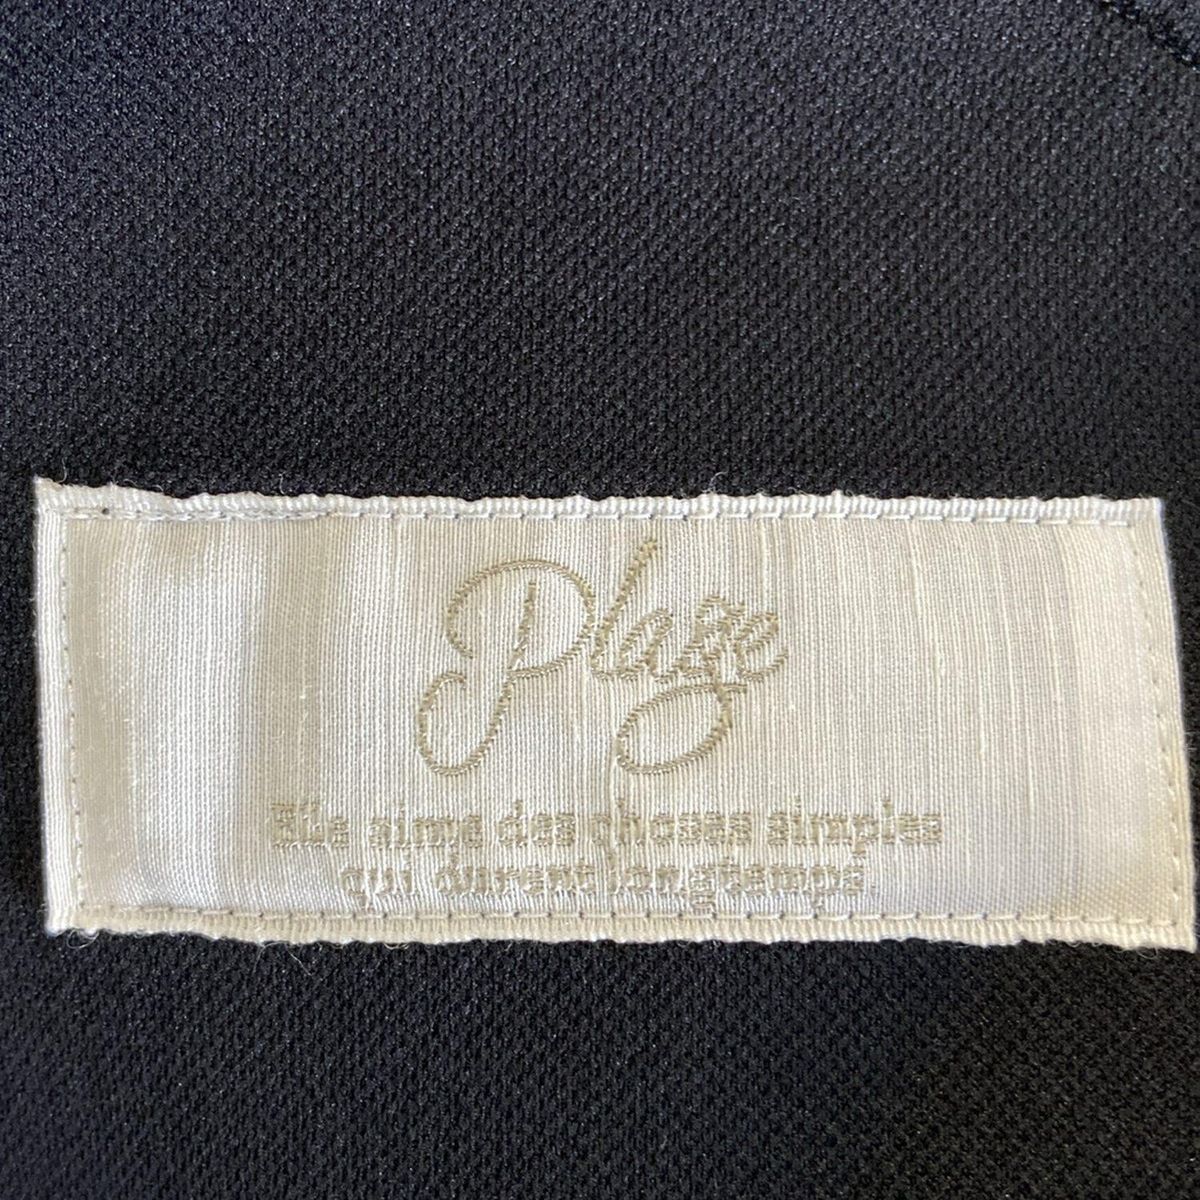 Plage
Elle aime des choses simples
qui durent longtemps.